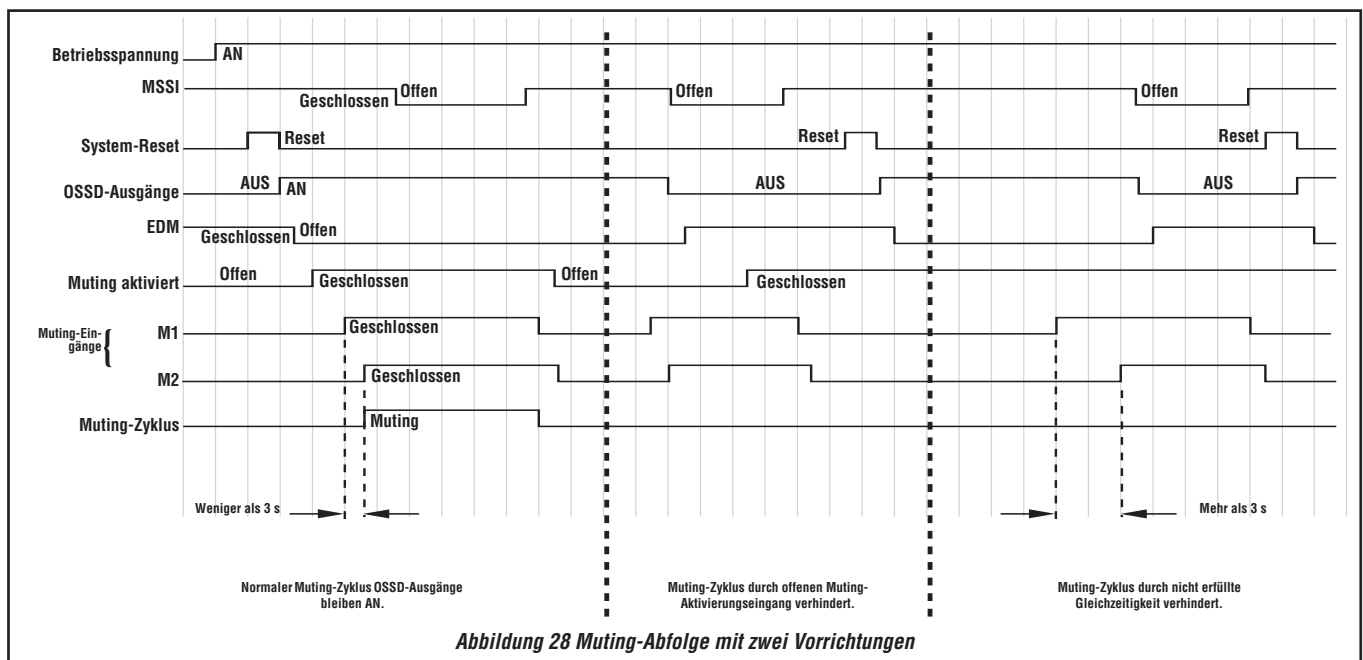 Betriebsspannung
AN
MSSI
Geschlossen
Offen
Offen
Offen
System-Reset
Reset
Reset
Reset
OSSD-Ausgänge
AUS
AN
AUS
AUS
EDM
Geschlossen
Offen
Muting aktiviert
Offen
Geschlossen
Offen
Geschlossen
Muting-Ein-
gänge
{
M1
Geschlossen
M2
Geschlossen
Muting-Zyklus
Muting
Weniger als 3 s
Mehr als 3 s
Normaler Muting-Zyklus OSSD-Ausgänge
bleiben AN.
Muting-Zyklus durch offenen Muting-
Aktivierungseingang verhindert.
Muting-Zyklus durch nicht erfüllte
Gleichzeitigkeit verhindert.
Abbildung 28 Muting-Abfolge mit zwei Vorrichtungen